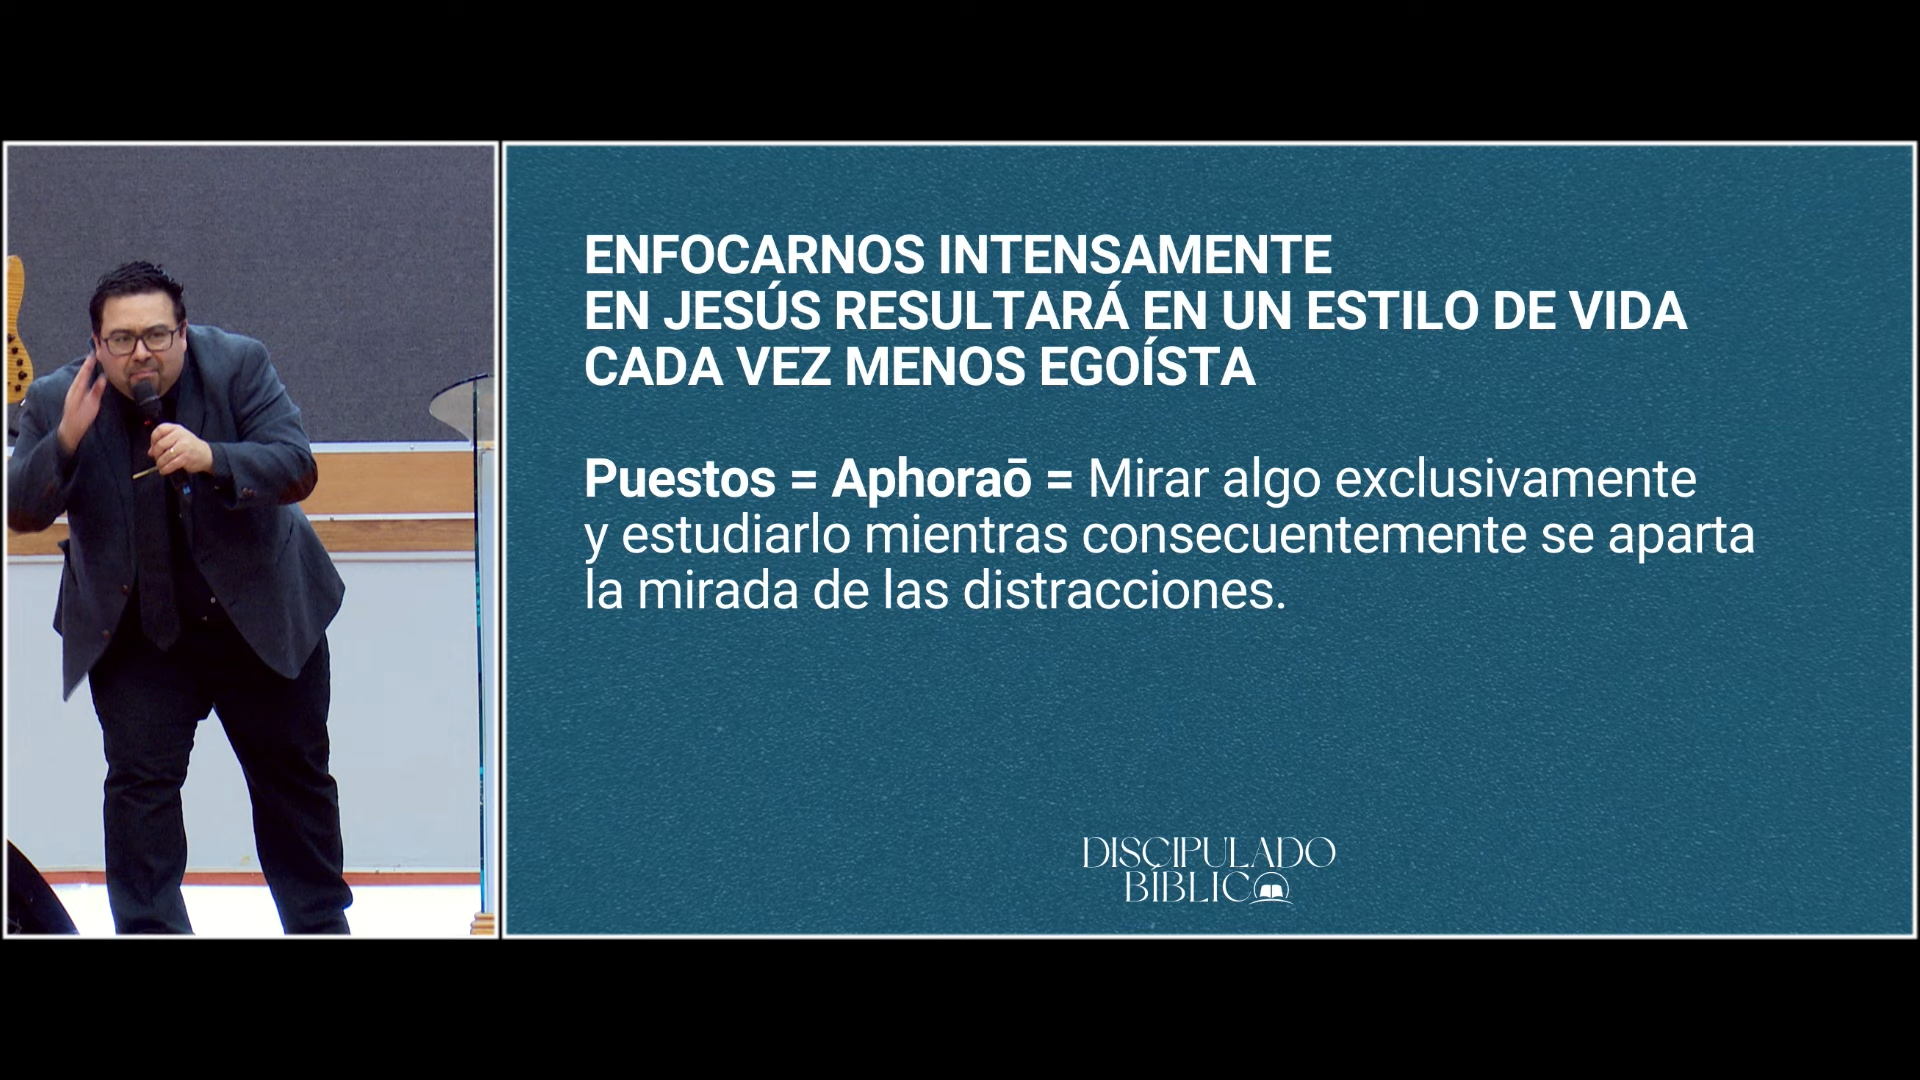 ENFOCARNOS INTENSAMENTE
EN JESÚS RESULTARÁ EN UN ESTILO DE VIDA
CADA VEZ MENOS EGOÍSTA
Puestos = Aphoraō = Mirar algo exclusivamente
y estudiarlo mientras consecuentemente se aparta
la mirada de las distracciones.
DISCIPULADO
BÍBLICO